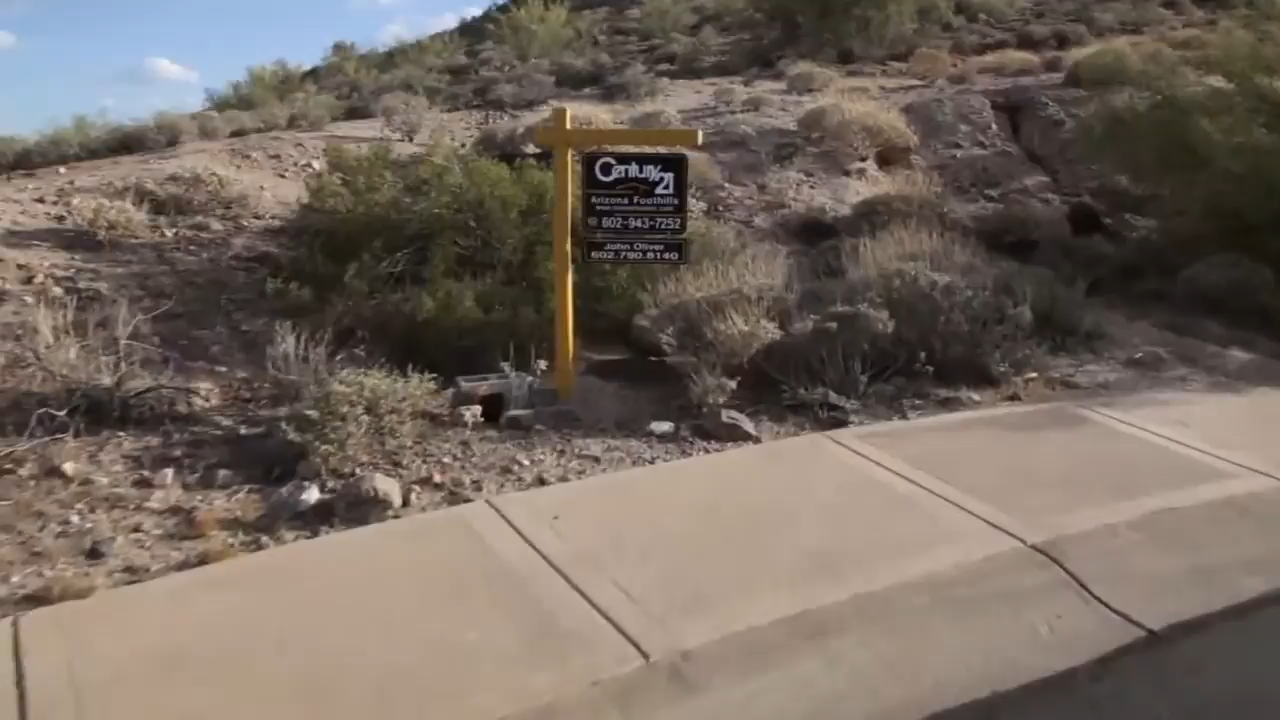 Century 21
Arizona Foothills
602-943-7252
John Oliver
602.790.8140